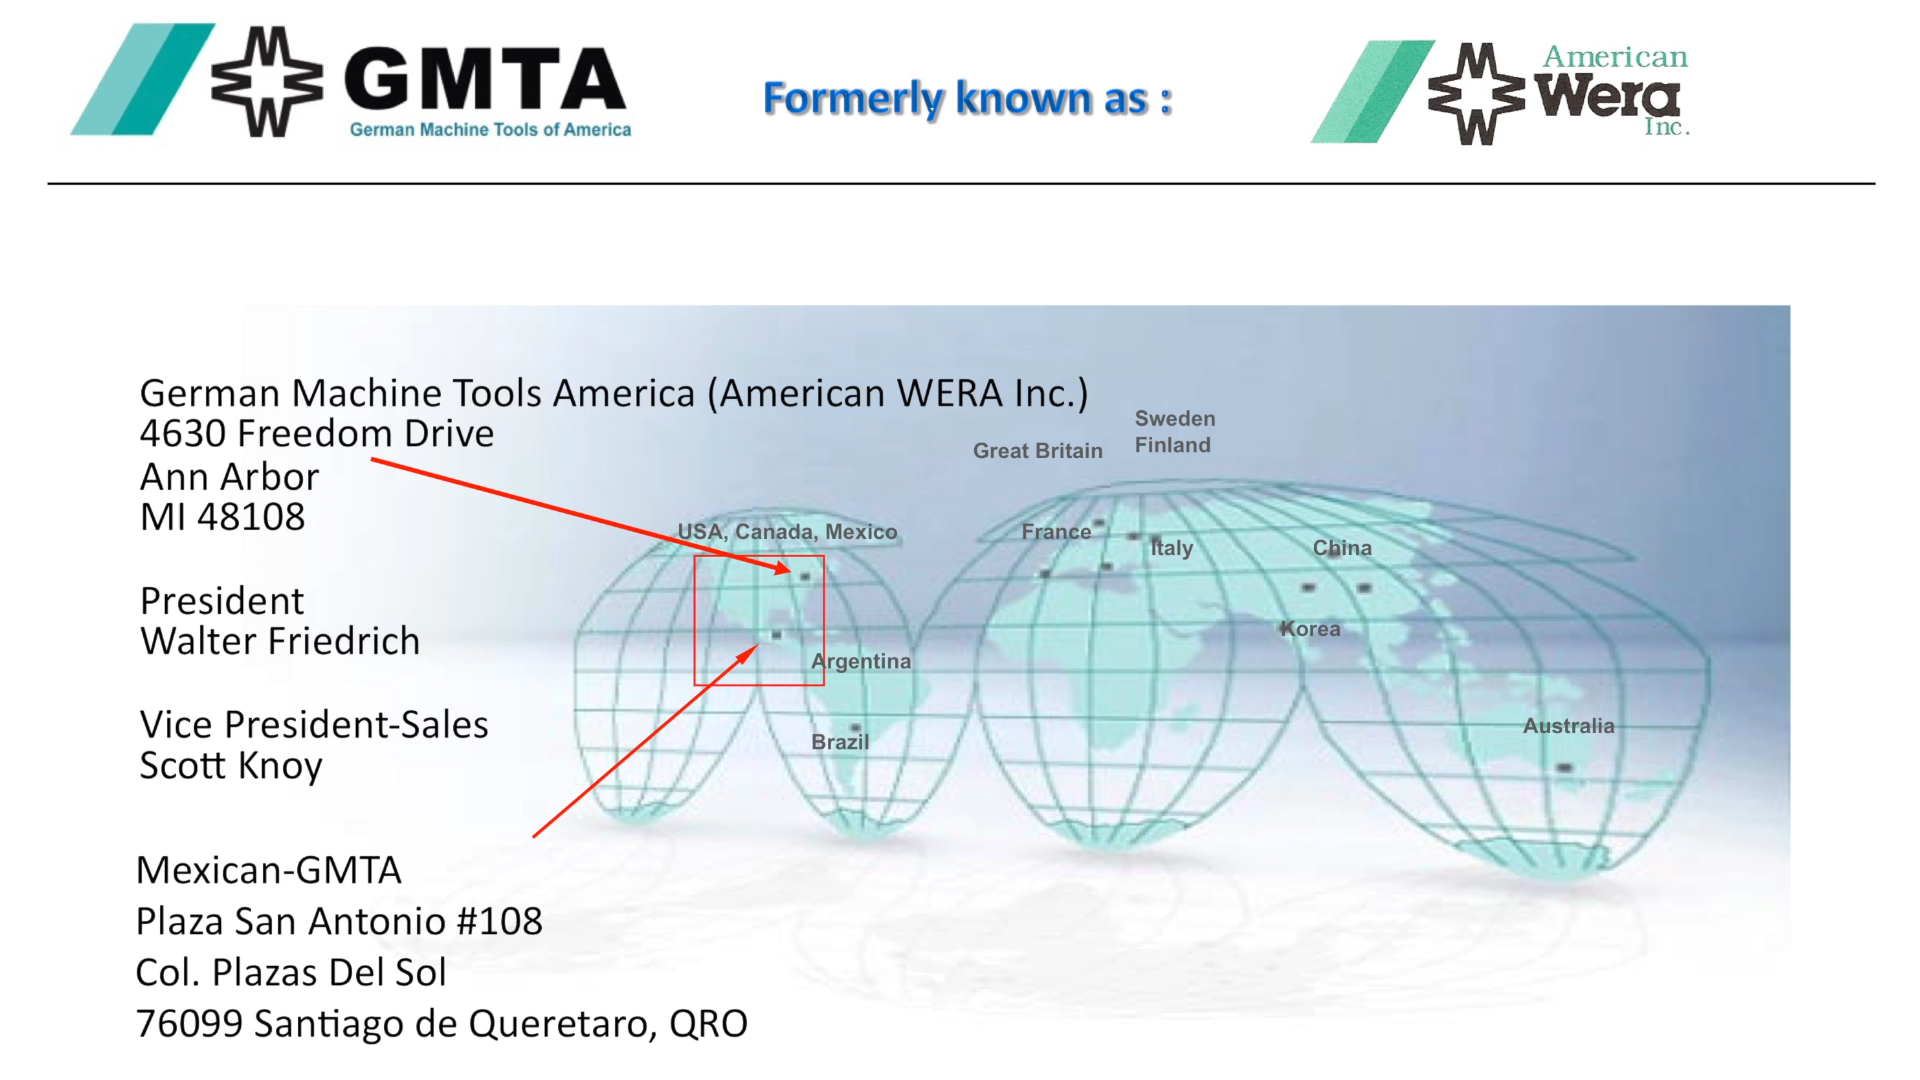 GMTA
German Machine Tools of America
Formerly known as :
American
Wera
Inc.
German Machine Tools America (American WERA Inc.)
4630 Freedom Drive
Ann Arbor
MI 48108
President
Walter Friedrich
Vice President-Sales
Scott Knoy
Mexican-GMTA
Plaza San Antonio #108
Col. Plazas Del Sol
76099 Santiago de Queretaro, QRO
Sweden
Finland
Great Britain
USA, Canada, Mexico
France
Italy
China
Korea
Argentina
Australia
Brazil